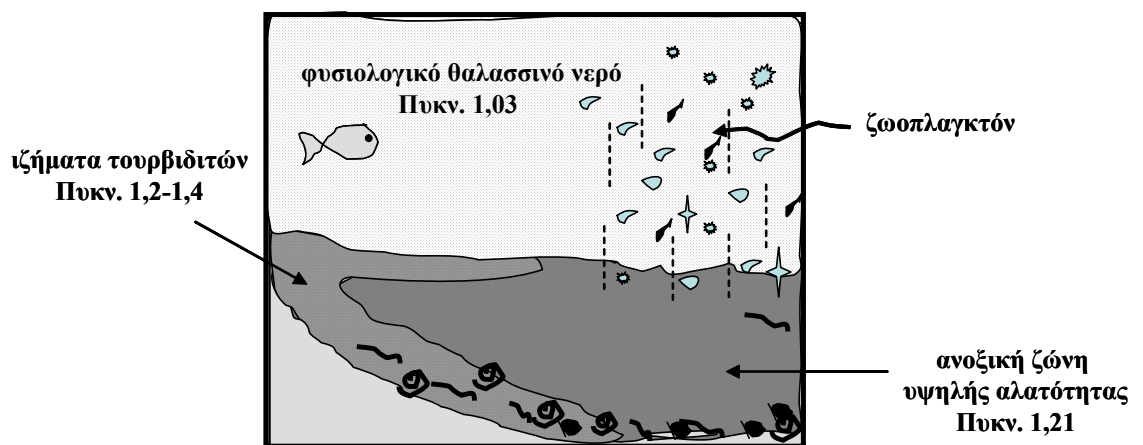 φυσιολογικό θαλασσινό νερό
Πυκν. 1,03
ζωοπλαγκτόν
ιζήματα τουρβιδιτών
Πυκν. 1,2-1,4
ανοξική ζώνη
υψηλής αλατότητας
Πυκν. 1,21